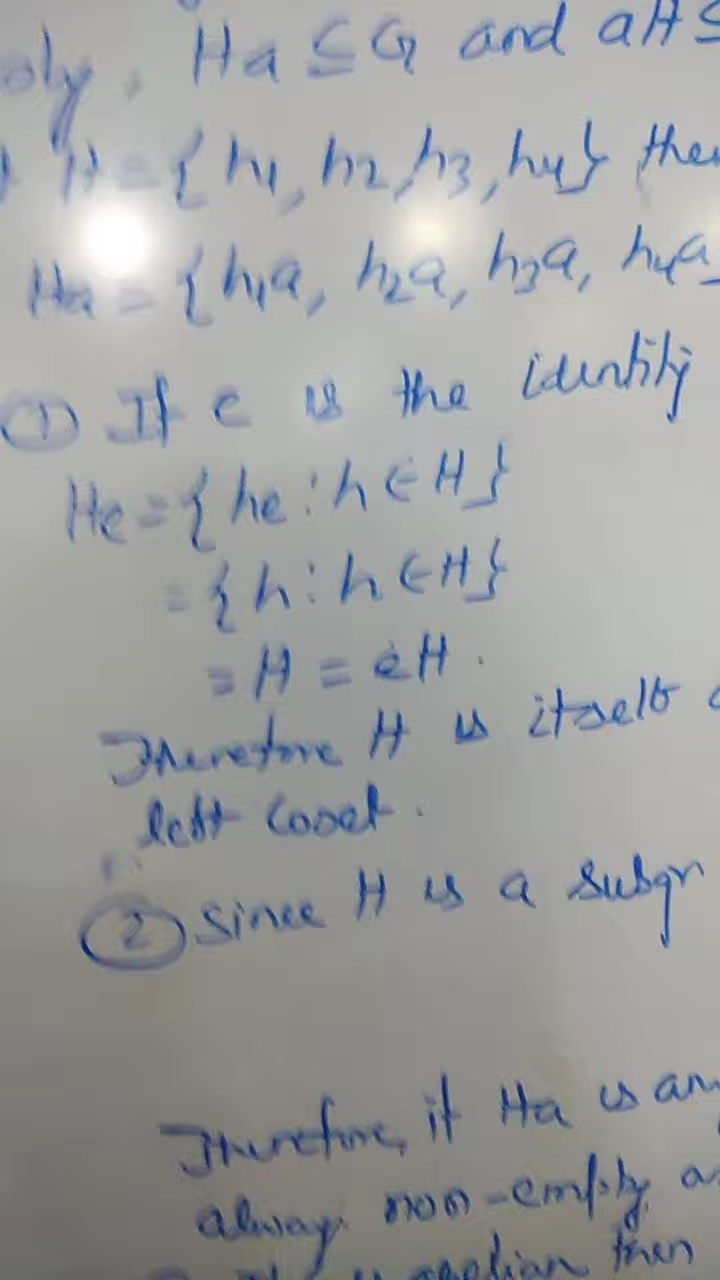 Ha ⊆ G and aH ⊆
H = {h1, h2, h3, h4} the
Ha = {h1a, h2a, h3a, h4a
① If e is the identity
He = {he : h ∈ H}
= {h : h ∈ H}
= H = eH.
Therefore H is itself
left coset.
② Since H is a subgr
Therefore, if Ha is an
always non-empty a
then